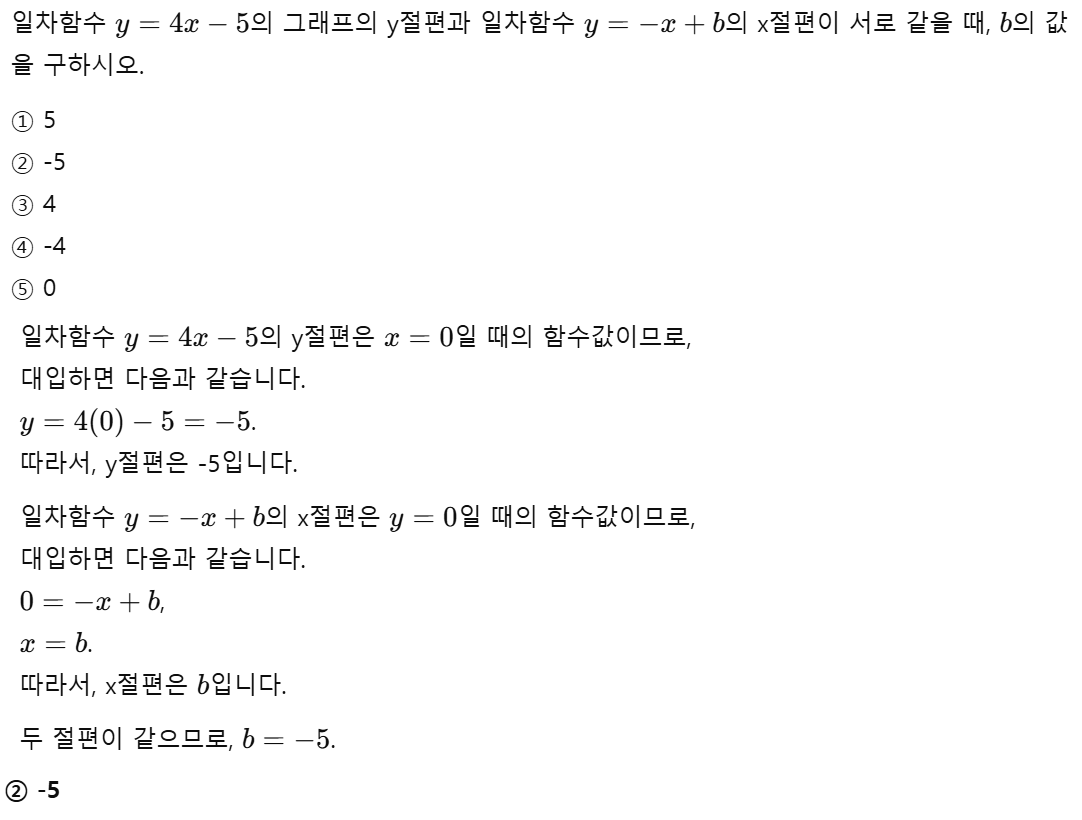 일차함수 y = 4x − 5의 그래프의 y절편과 일차함수 y = −x + b의 x절편이 서로 같을 때, b의 값
을 구하시오.
① 5
② -5
③ 4
④ -4
⑤ 0
일차함수 y = 4x − 5의 y절편은 x = 0일 때의 함수값이므로,
대입하면 다음과 같습니다.
y = 4(0) − 5 = −5.
따라서, y절편은 -5입니다.
일차함수 y = −x + b의 x절편은 y = 0일 때의 함수값이므로,
대입하면 다음과 같습니다.
0 = −x + b,
x = b.
따라서, x절편은 b입니다.
두 절편이 같으므로, b = −5.
② -5